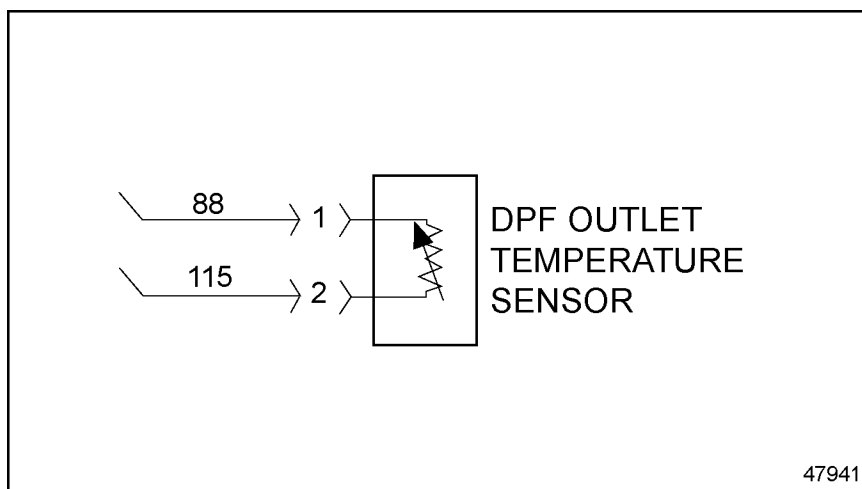 88
1
115
2
DPF OUTLET
TEMPERATURE
SENSOR
47941